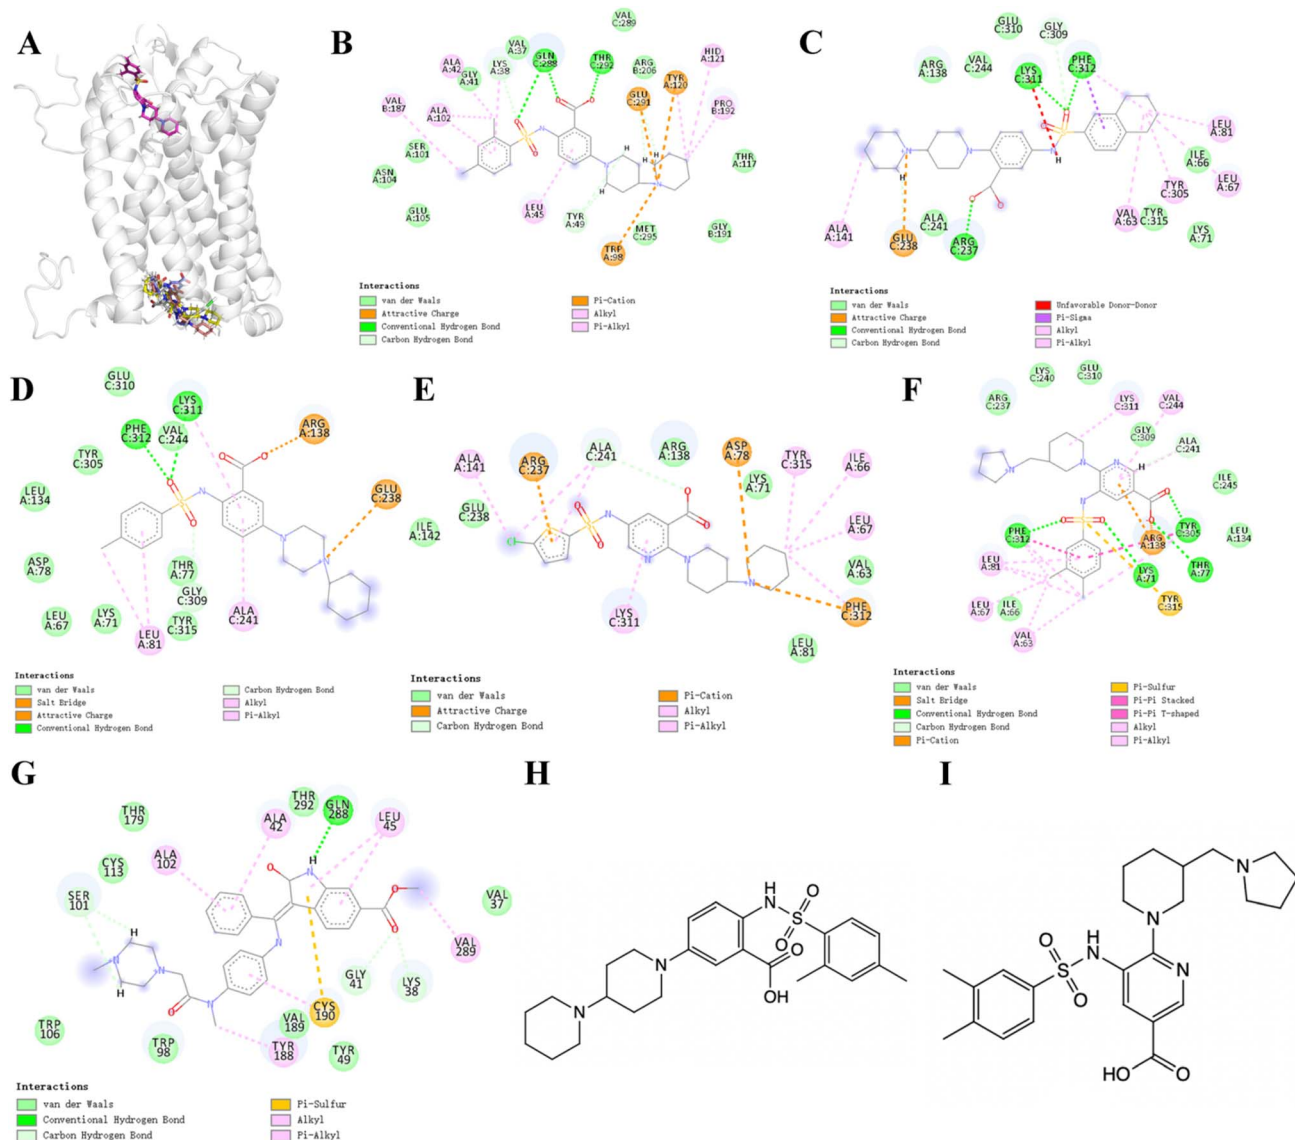 A
B
VAL C:289
VAL A:37
GLN C:288
THR C:292
ALA A:42
GLY A:41
LYS A:38
ARG B:206
HID A:121
GLU C:291
TYR A:120
VAL B:187
ALA A:102
PRO B:192
SER A:101
THR A:117
ASN A:104
GLU A:105
LEU A:45
TYR A:49
MET C:295
GLY B:191
TRP A:98
Interactions
van der Waals
Attractive Charge
Conventional Hydrogen Bond
Carbon Hydrogen Bond
Pi-Cation
Alkyl
Pi-Alkyl
H
H
H
C
GLU C:310
GLY C:309
ARG A:138
VAL C:244
LYS C:311
PHE C:312
LEU A:81
ILE A:66
LEU A:67
TYR C:305
VAL A:63
TYR C:315
LYS A:71
ALA A:141
GLU C:238
ALA C:241
ARG C:237
H
H
Interactions
van der Waals
Attractive Charge
Conventional Hydrogen Bond
Carbon Hydrogen Bond
Unfavorable Donor-Donor
Pi-Sigma
Alkyl
Pi-Alkyl
D
GLU C:310
LYS C:311
PHE C:312
VAL C:244
ARG A:138
TYR C:305
LEU A:134
GLU C:238
ILE A:142
ASP A:78
THR A:77
GLY C:309
LEU A:67
LYS A:71
LEU A:81
TYR C:315
ALA C:241
Interactions
van der Waals
Salt Bridge
Attractive Charge
Conventional Hydrogen Bond
Carbon Hydrogen Bond
Alkyl
Pi-Alkyl
E
ALA A:141
ARG C:237
ALA C:241
ARG A:138
ASP A:78
TYR C:315
ILE A:66
LYS A:71
GLU C:238
LEU A:67
VAL A:63
LYS C:311
PHE C:312
LEU A:81
Interactions
van der Waals
Attractive Charge
Carbon Hydrogen Bond
Pi-Cation
Alkyl
Pi-Alkyl
F
LYS C:240
GLU C:310
ARG C:237
LYS C:311
VAL C:244
GLY C:309
ALA C:241
ILE C:245
PHE C:312
ARG A:138
TYR C:305
LEU A:134
LEU A:81
LYS A:71
THR A:77
LEU A:67
ILE A:66
TYR C:315
VAL A:63
Interactions
van der Waals
Salt Bridge
Conventional Hydrogen Bond
Carbon Hydrogen Bond
Pi-Cation
Pi-Sulfur
Pi-Pi Stacked
Pi-Pi T-shaped
Alkyl
Pi-Alkyl
G
THR 179
THR 292
GLN 288
ALA 42
LEU 45
ALA 102
CYS 113
SER 101
VAL 37
VAL 289
GLY 41
LYS 38
CYS 190
VAL 189
TRP 106
TRP 98
TYR 188
TYR 49
H
H
H
Interactions
van der Waals
Conventional Hydrogen Bond
Carbon Hydrogen Bond
Pi-Sulfur
Alkyl
Pi-Alkyl
H
H
N
S
O
O
O
OH
N
N
I
N
N
N
H
N
S
O
O
HO
O